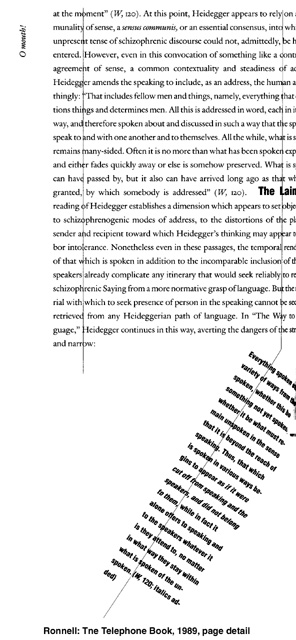 O mouth!
at the moment" (W, 120). At this point, Heidegger appears to rely on a
munality of sense, a sensus communis, or an essential consensus, into wh
unpresent tense of schizophrenic discourse could not, admittedly, be h
entered. However, even in this convocation of something like a cont
agreement of sense, a common contextuality and steadiness of ac
Heidegger amends the speaking to include, as an address, the human a
thingly: "That includes fellow men and things, namely, everything that
tions things and determines men. All this is addressed in word, each in it
way, and therefore spoken about and discussed in such a way that the sp
speak to and with one another and to themselves. All the while, what is s
remains many-sided. Often it is no more than what has been spoken exp
and either fades quickly away or else is somehow preserved. What is s
can have passed by, but it also can have arrived long ago as that wh
granted, by which somebody is addressed" (W, 120). The Lain
reading of Heidegger establishes a dimension which appears to set obje
to schizophrenogenic modes of address, to the distortions of the pl
sender and recipient toward which Heidegger's thinking may appear t
bor intolerance. Nonetheless even in these passages, the temporal rend
of that which is spoken in addition to the incomparable inclusion of th
speakers already complicate any itinerary that would seek reliably to re
schizophrenic Saying from a more normative grasp of language. But the
rial with which to seek presence of person in the speaking cannot be sec
retrieved from any Heideggerian path of language. In "The Way to
guage," Heidegger continues in this way, averting the dangers of the str
and narrow:
Everything spoken
variety of ways from the
spoken, whether this be
something not yet spoken,
whether it be what must re-
main unspoken in the sense
that it is beyond the reach of
speaking. Thus, that which
is spoken in various ways be-
gins to appear as if it were
cut off from speaking and the
speakers, and did not belong
to them, while in fact it
alone offers to speaking and
to the speakers whatever it
is they attend to, no matter
in what way they stay within
what is spoken of the un-
spoken. (W, 120; italics ad-
ded)
Ronnell: Tne Telephone Book, 1989, page detail